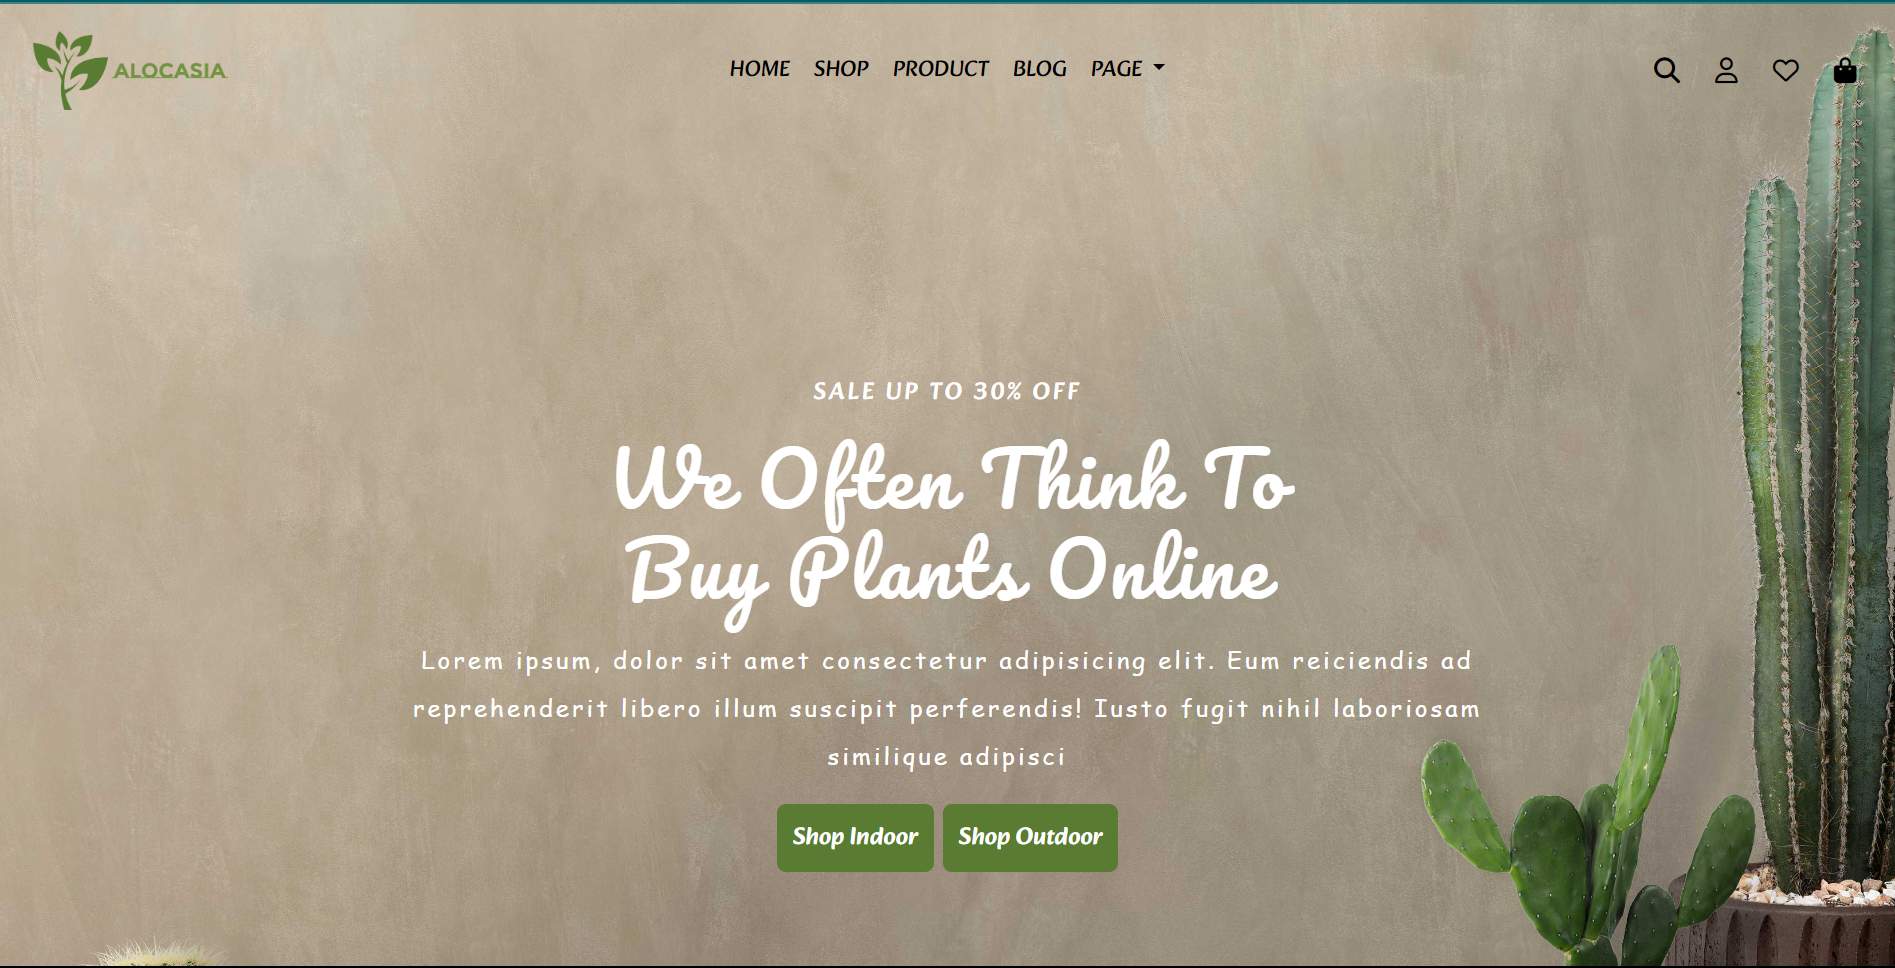 ALOCASIA
HOME SHOP PRODUCT BLOG PAGE
SALE UP TO 30% OFF
We Often Think To
Buy Plants Online
Lorem ipsum, dolor sit amet consectetur adipisicing elit. Eum reiciendis ad
reprehenderit libero illum suscipit perferendis! Iusto fugit nihil laboriosam
similique adipisci
Shop Indoor Shop Outdoor